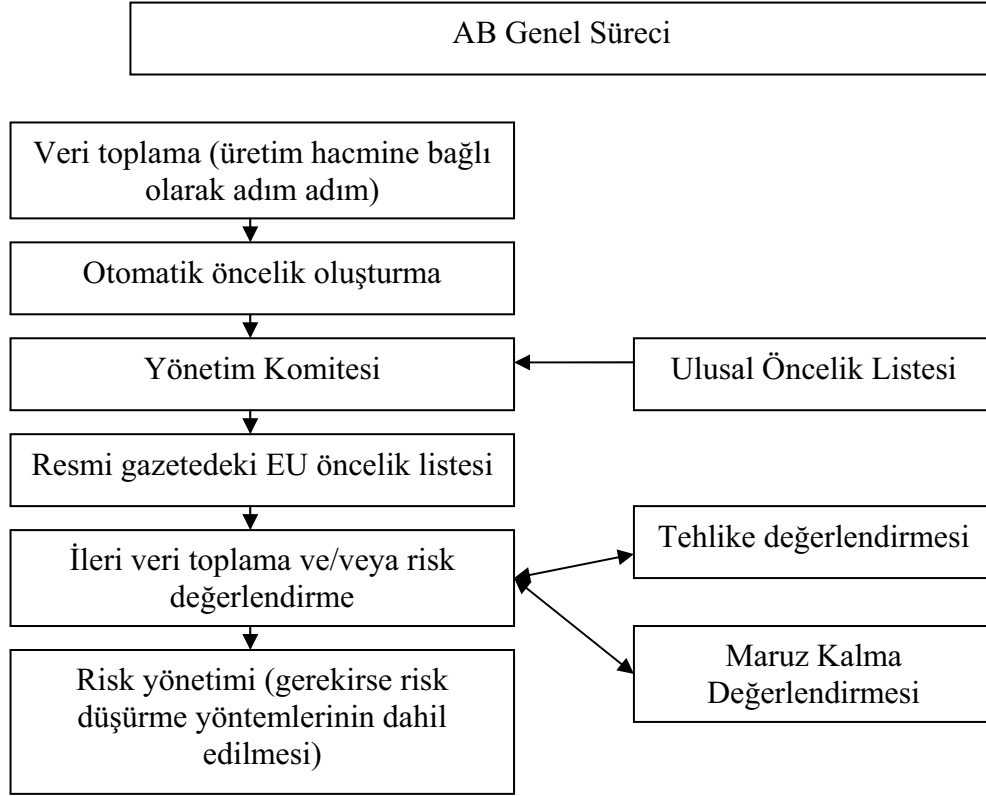 AB Genel Süreci
Veri toplama (üretim hacmine bağlı
olarak adım adım)
Otomatik öncelik oluşturma
Yönetim Komitesi
Ulusal Öncelik Listesi
Resmi gazetedeki EU öncelik listesi
İleri veri toplama ve/veya risk
değerlendirme
Tehlike değerlendirmesi
Maruz Kalma
Değerlendirmesi
Risk yönetimi (gerekirse risk
düşürme yöntemlerinin dahil
edilmesi)